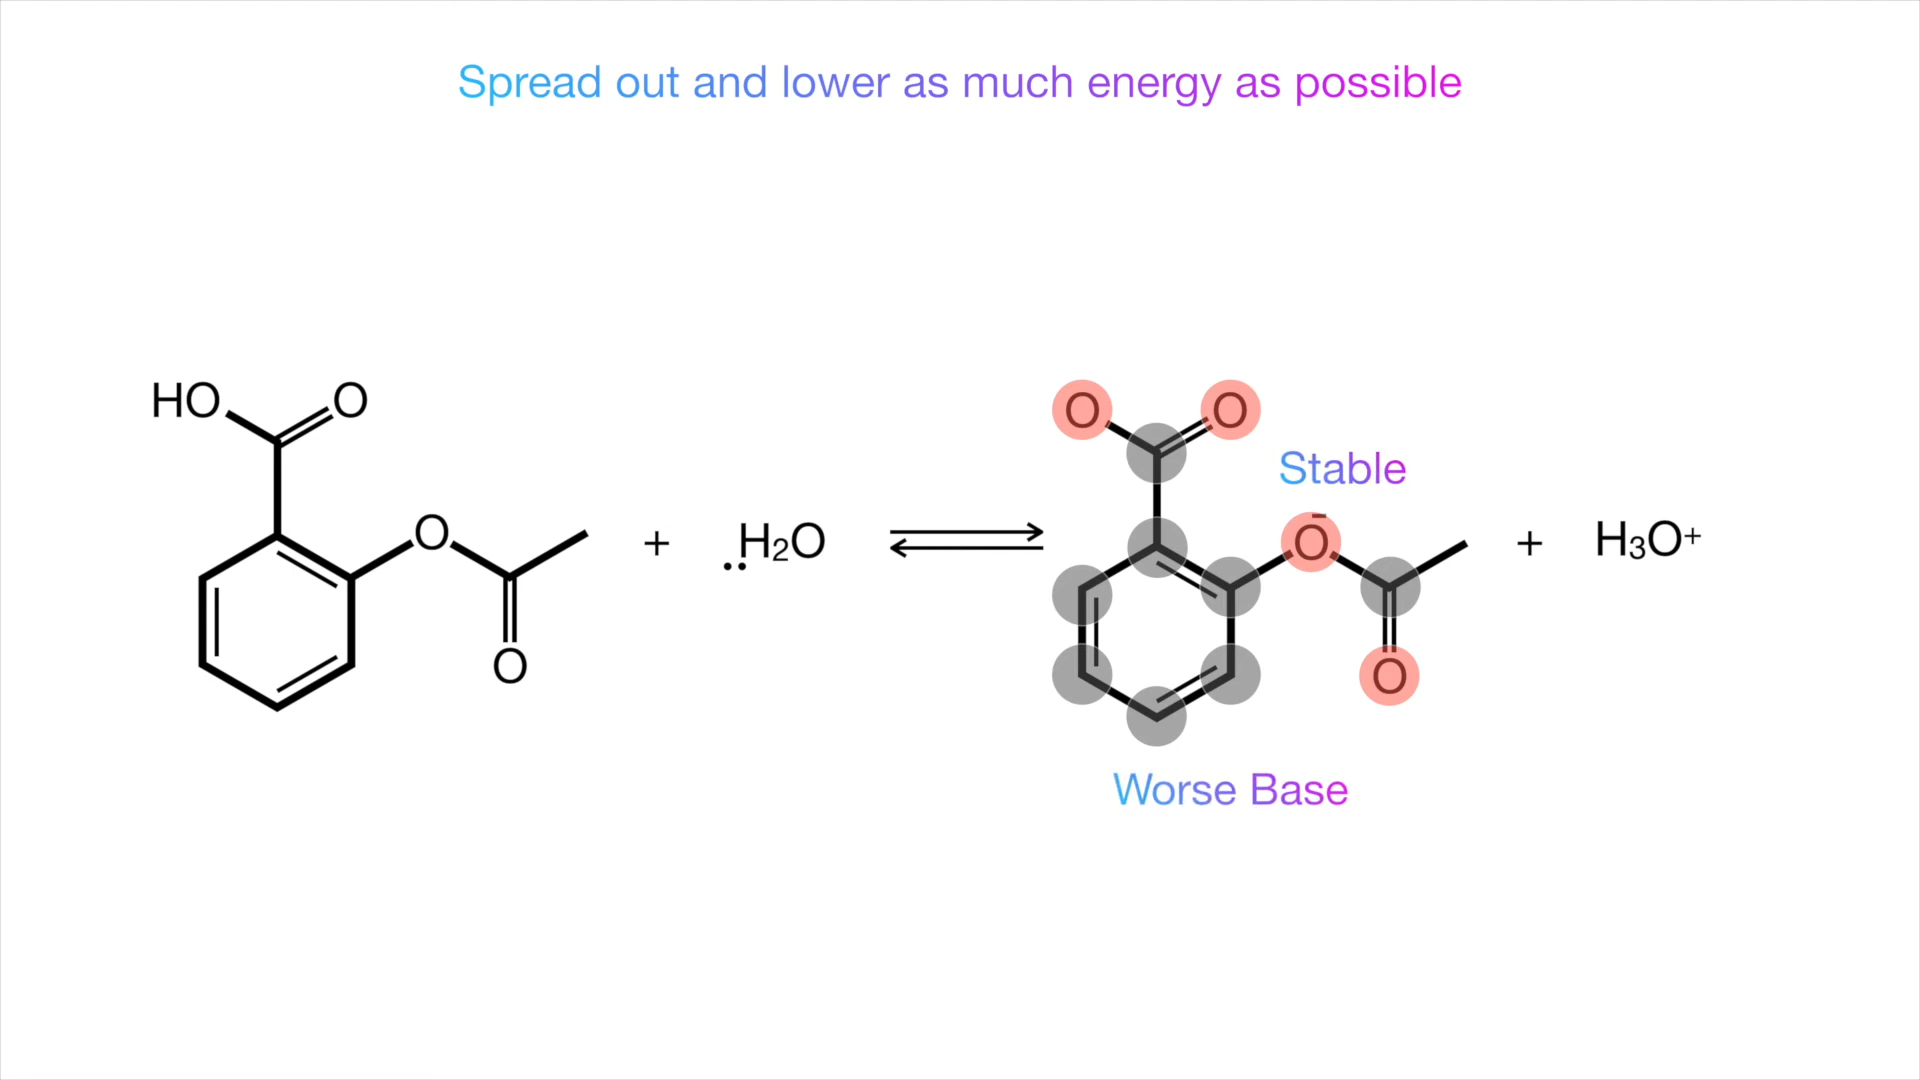 Spread out and lower as much energy as possible
HO O
O O
Stable
O + H₂O O + H₃O⁺
O O
Worse Base